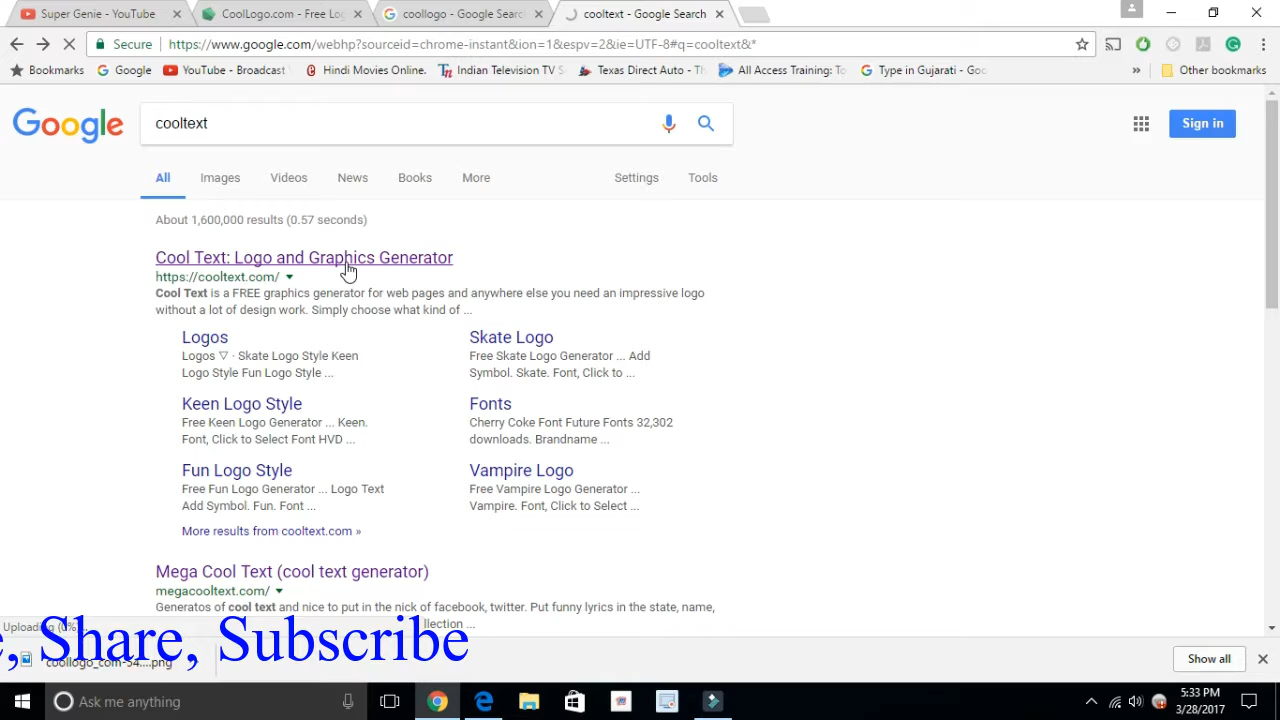 Super Genie - YouTube
CoolLogo.com - Free Log
coollogo - Google Search
cooltext - Google Search
Secure
https://www.google.com/webhp?sourceid=chrome-instant&ion=1&espv=2&ie=UTF-8#q=cooltext&*
Bookmarks
Google
YouTube - Broadcast
Hindi Movies Online.
Indian Television TV S
Texas Direct Auto - Th
All Access Training: To
Type in Gujarati - Goo
»
Other bookmarks
Google
cooltext
Sign in
All
Images
Videos
News
Books
More
Settings
Tools
About 1,600,000 results (0.57 seconds)
Cool Text: Logo and Graphics Generator
https://cooltext.com/
Cool Text is a FREE graphics generator for web pages and anywhere else you need an impressive logo
without a lot of design work. Simply choose what kind of ...
Logos
Logos ▽ · Skate Logo Style Keen
Logo Style Fun Logo Style ...
Skate Logo
Free Skate Logo Generator ... Add
Symbol. Skate. Font, Click to ...
Keen Logo Style
Free Keen Logo Generator ... Keen.
Font, Click to Select Font HVD ...
Fonts
Cherry Coke Font Future Fonts 32,302
downloads. Brandname ...
Fun Logo Style
Free Fun Logo Generator ... Logo Text
Add Symbol. Fun. Font ...
Vampire Logo
Free Vampire Logo Generator ...
Vampire. Font, Click to Select ...
More results from cooltext.com »
Mega Cool Text (cool text generator)
megacooltext.com/
Generatos of cool text and nice to put in the nick of facebook, twitter. Put funny lyrics in the state, name,
llection ...
Uploading (0%)...
e, Share, Subscribe
coollogo_com-54....png
Show all
Ask me anything
5:33 PM
3/28/2017